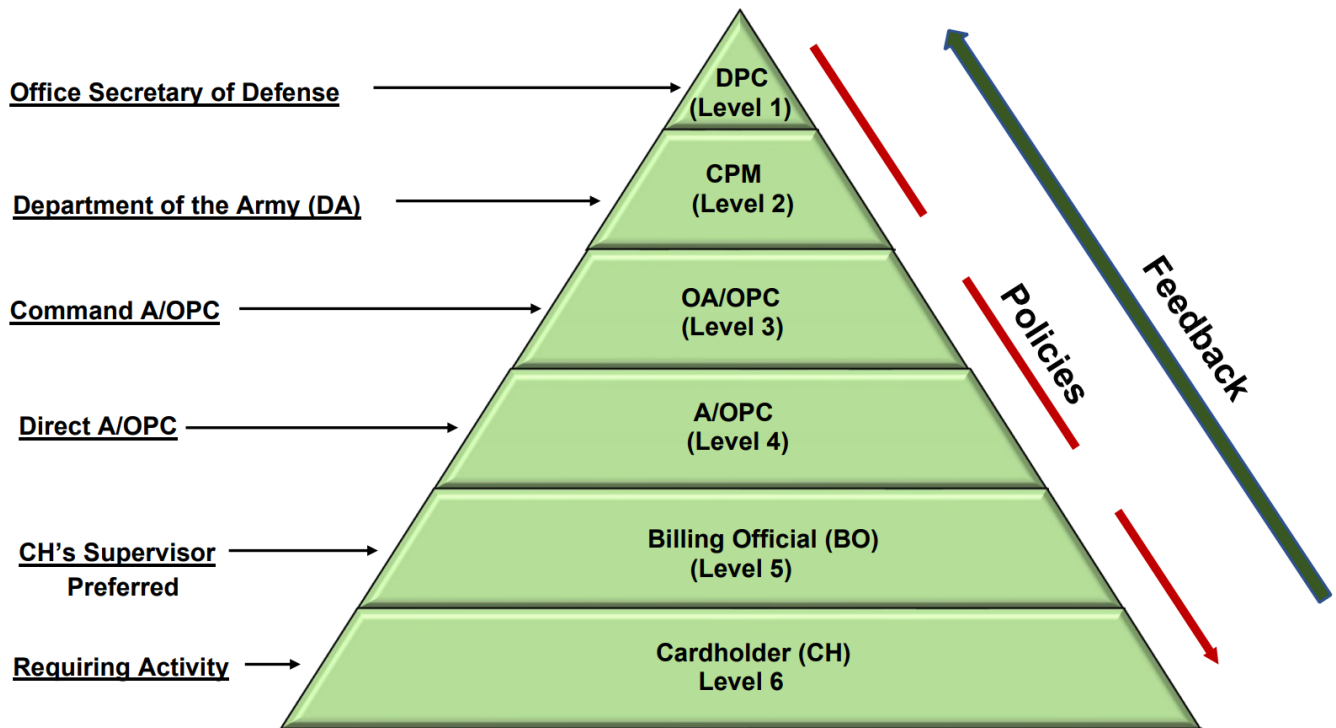 Office Secretary of Defense
DPC
(Level 1)
Department of the Army (DA)
CPM
(Level 2)
Command A/OPC
OA/OPC
(Level 3)
Direct A/OPC
A/OPC
(Level 4)
CH's Supervisor
Preferred
Billing Official (BO)
(Level 5)
Requiring Activity
Cardholder (CH)
Level 6
Policies
Feedback